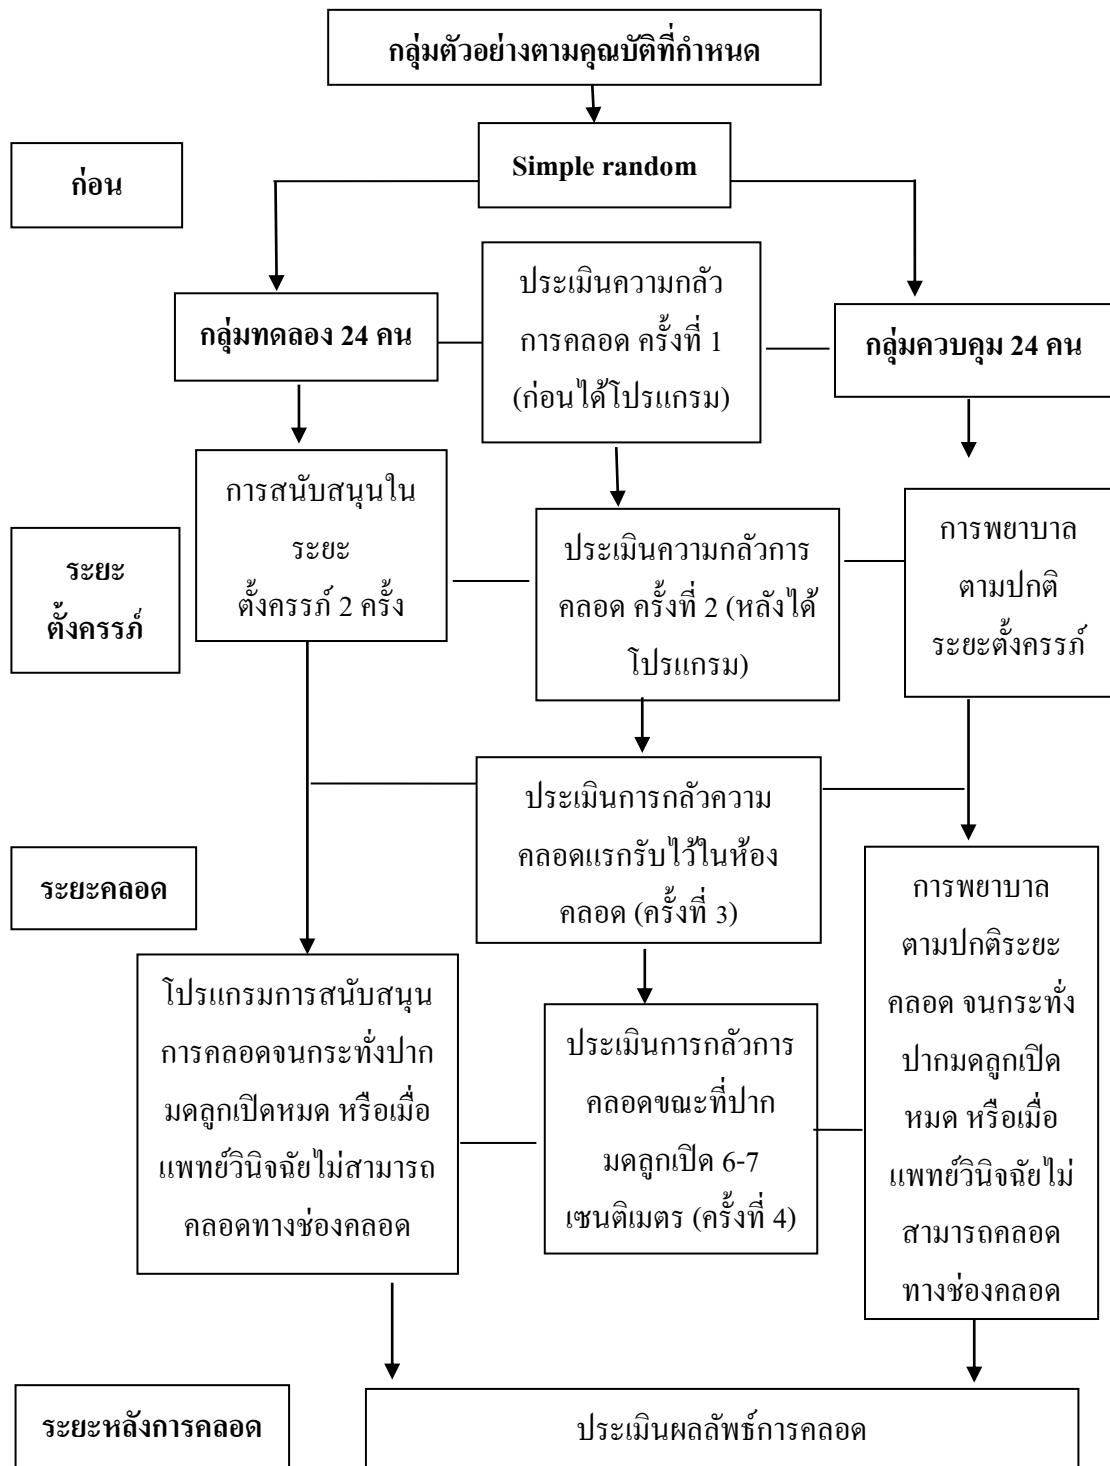 กลุ่มตัวอย่างตามคุณบัติที่กำหนด
Simple random
ก่อน
ประเมินความกลัว
การคลอด ครั้งที่ 1
(ก่อนได้โปรแกรม)
กลุ่มทดลอง 24 คน
กลุ่มควบคุม 24 คน
การสนับสนุนใน
ระยะ
ตั้งครรภ์ 2 ครั้ง
ระยะ
ตั้งครรภ์
ประเมินความกลัวการ
คลอด ครั้งที่ 2 (หลังได้
โปรแกรม)
การพยาบาล
ตามปกติ
ระยะตั้งครรภ์
ประเมินการกลัวความ
คลอดแรกรับไว้ในห้อง
คลอด (ครั้งที่ 3)
ระยะคลอด
โปรแกรมการสนับสนุน
การคลอดจนกระทั่งปาก
มดลูกเปิดหมด หรือเมื่อ
แพทย์วินิจฉัยไม่สามารถ
คลอดทางช่องคลอด
ประเมินการกลัวการ
คลอดขณะที่ปาก
มดลูกเปิด 6-7
เซนติเมตร (ครั้งที่ 4)
การพยาบาล
ตามปกติระยะ
คลอด จนกระทั่ง
ปากมดลูกเปิด
หมด หรือเมื่อ
แพทย์วินิจฉัยไม่
สามารถคลอด
ทางช่องคลอด
ระยะหลังการคลอด
ประเมินผลลัพธ์การคลอด